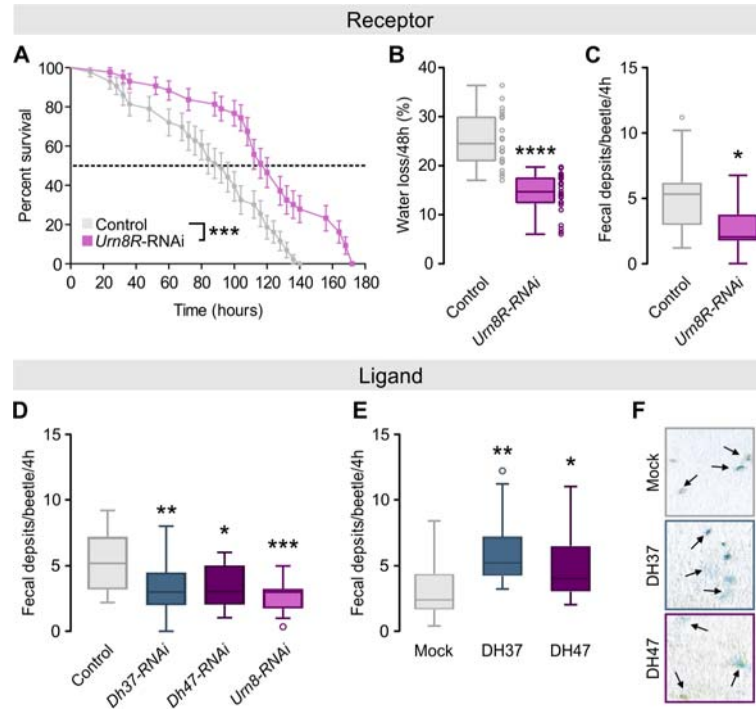 Receptor
A
Percent survival
100
80
60
40
20
0
Control
Urn8R-RNAi
***
0 20 40 60 80 100 120 140 160 180
Time (hours)
B
Water loss/48h (%)
40
30
20
10
0
****
Control
Urn8R-RNAi
C
Fecal deposits/beetle/4h
15
10
5
0
*
Control
Urn8R-RNAi
Ligand
D
Fecal depsits/beetle/4h
15
10
5
0
**
*
***
Control
Dh37-RNAi
Dh47-RNAi
Urn8-RNAi
E
Fecal deposits/beetle/4h
15
10
5
0
**
*
Mock DH37 DH47
F
Mock
DH37
DH47